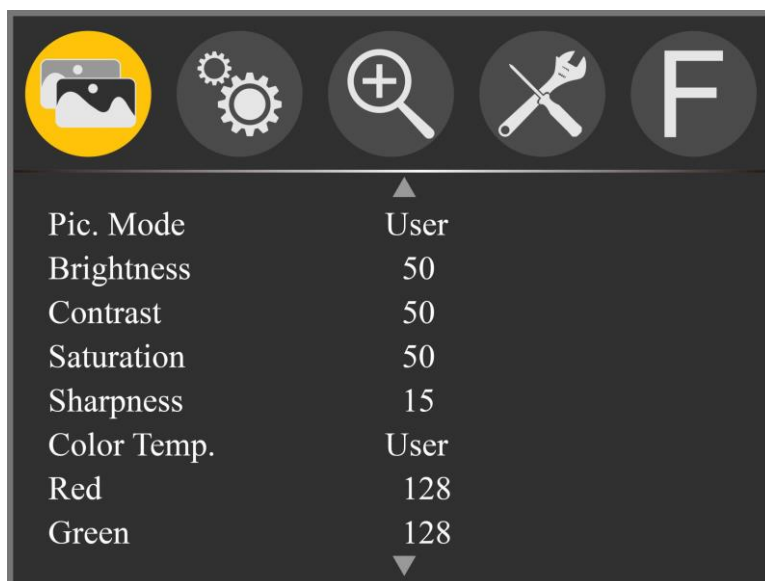 F
Pic. Mode User
Brightness 50
Contrast 50
Saturation 50
Sharpness 15
Color Temp. User
Red 128
Green 128